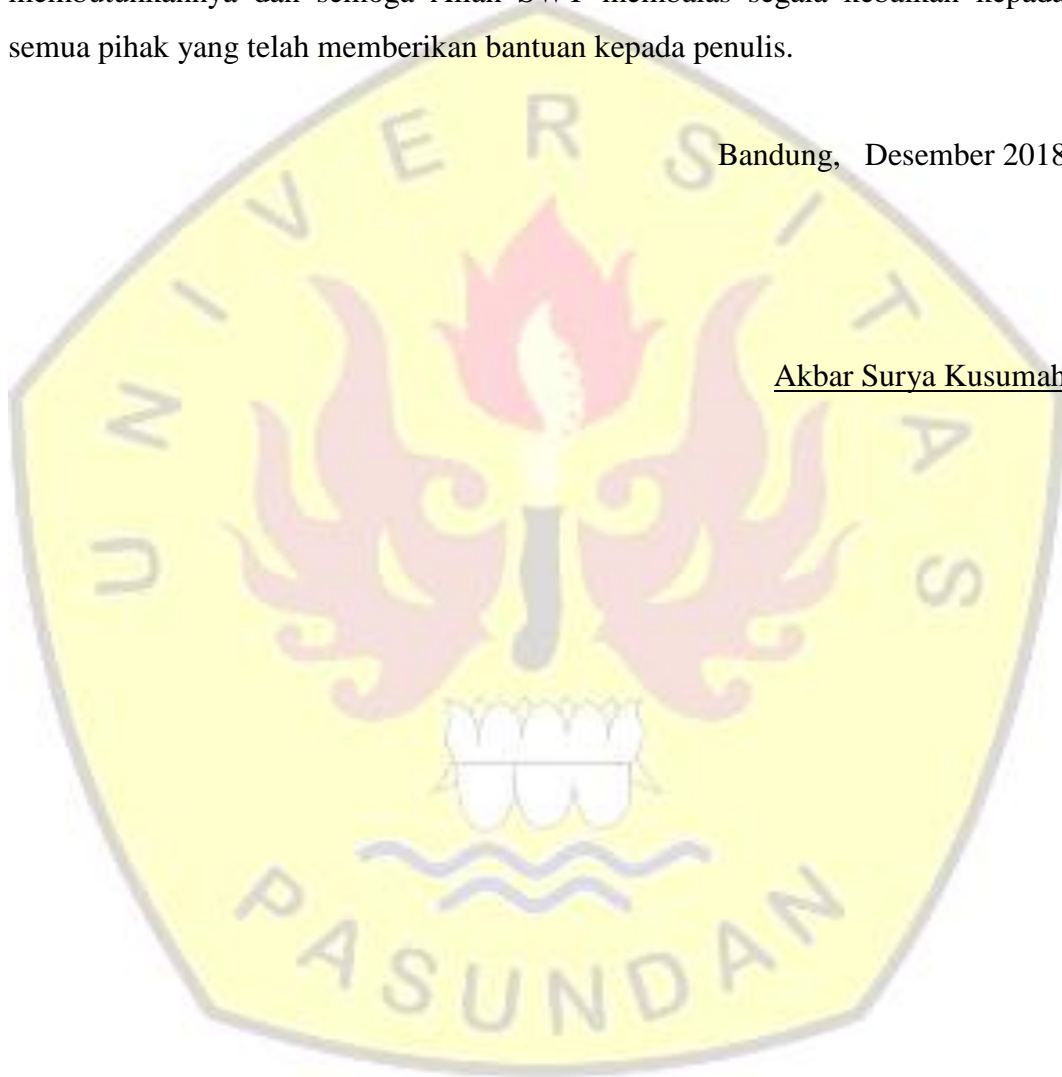 membutuhkannya dan semoga Allah SWT membalas segala kebaikan kepada
semua pihak yang telah memberikan bantuan kepada penulis.
Bandung, Desember 2018
Akbar Surya Kusumah
UNIVERSITAS
PASUNDAN